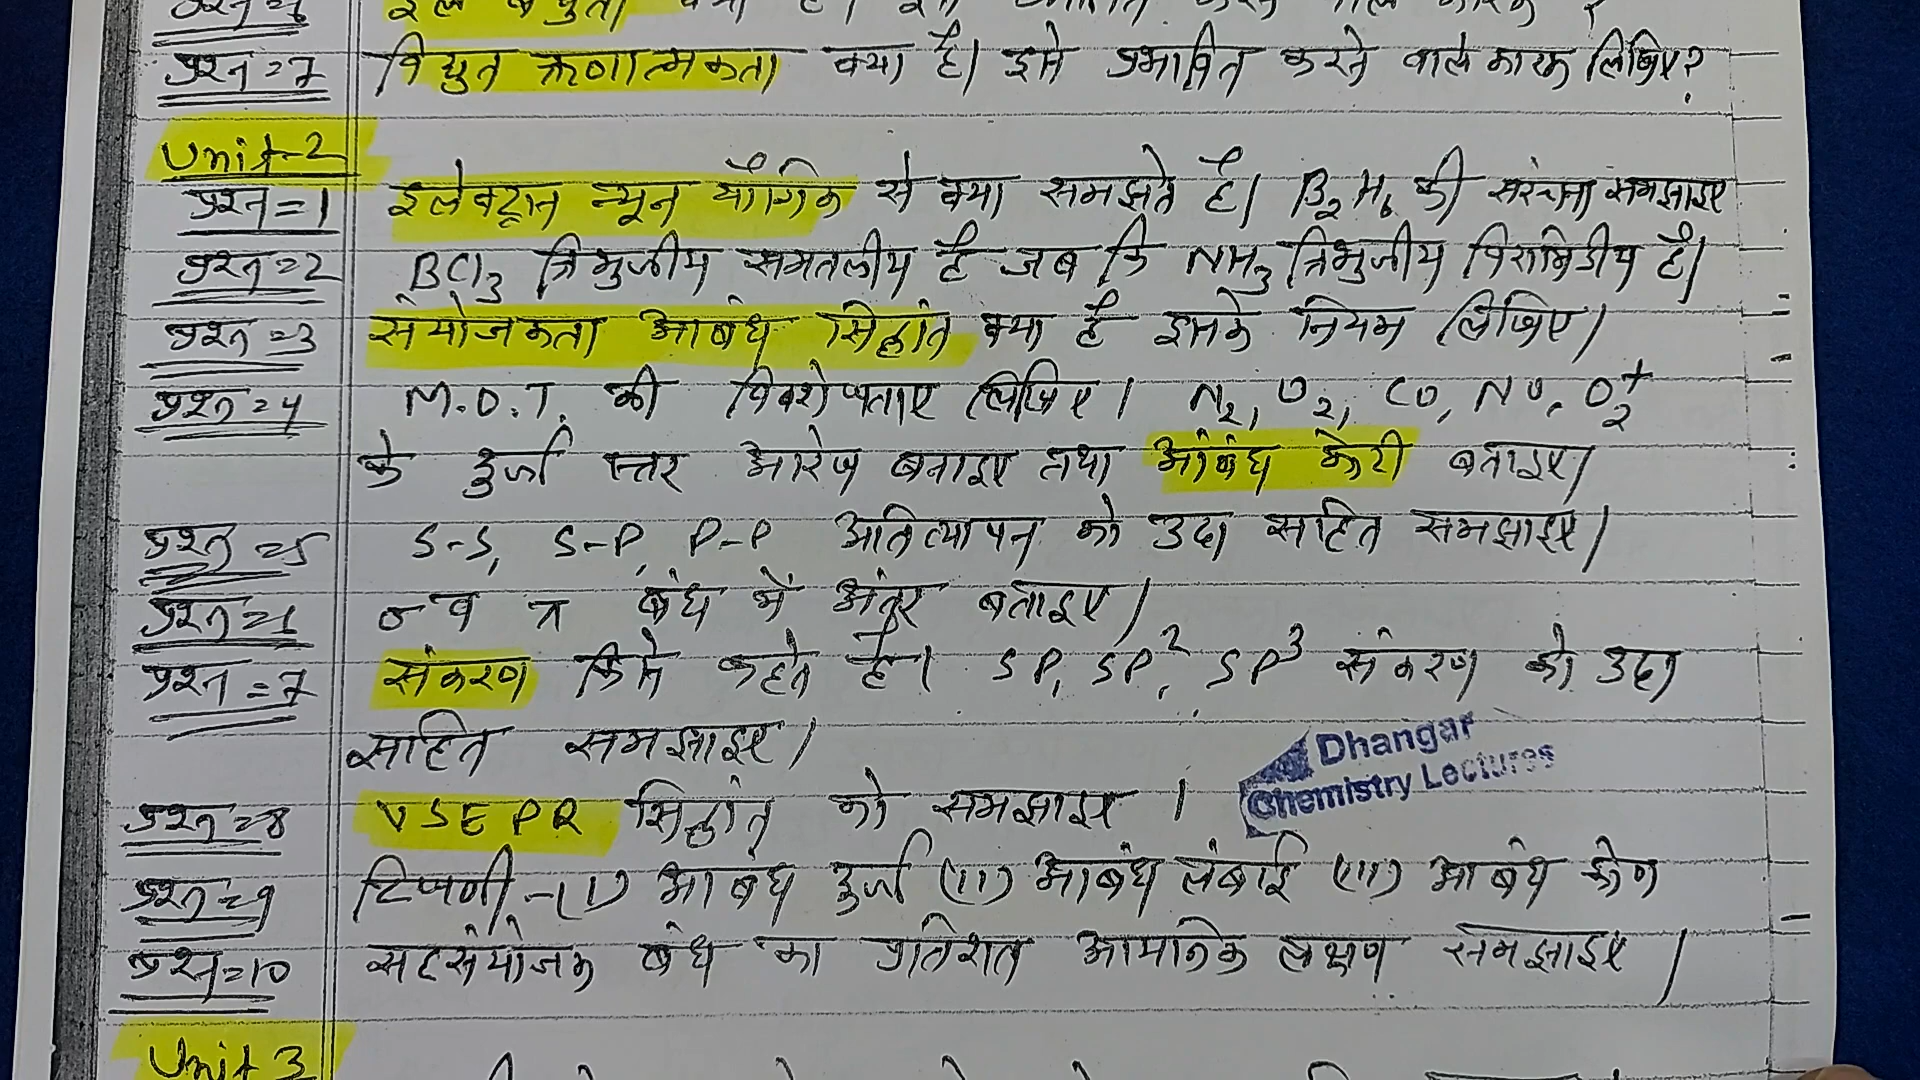 प्रश्न=7 विद्युत ऋणात्मकता क्या है। इसे प्रभावित करने वाले कारक लिखिए?
Unit-2
प्रश्न=1 इलेक्ट्रान न्यून यौगिक से क्या समझते है। B₂H₆ की संरचना समझाइए
प्रश्न=2 BCl₃ त्रिभुजीय समतलीय है जब कि NH₃ त्रिभुजीय पिरामिडीय है।
प्रश्न=3 संयोजकता आबंध सिद्धांत क्या है इसके नियम लिखिए।
प्रश्न=4 M.O.T. की विशेषताए लिखिए। N₂, O₂, CO, NO, O₂⁺
के ऊर्जा स्तर आरेख बनाइए तथा आबंध कोटी बताइए।
प्रश्न=5 S-S, S-P, P-P अतिव्यापन को उदा सहित समझाइए।
प्रश्न=6 σ व π बंध में अंतर बताइए।
प्रश्न=7 संकरण किसे कहते है। SP, SP², SP³ संकरण को उदा
सहित समझाइए।
Dhangar
Chemistry Lectures
प्रश्न=8 VSEPR सिद्धांत को समझाइए।
प्रश्न=9 टिप्पणी-(i) आबंध ऊर्जा (ii) आबंध लंबाई (iii) आबंध कोण
प्रश्न=10 सहसंयोजक बंध का प्रतिशत आयनिक लक्षण समझाइए।
Unit 3